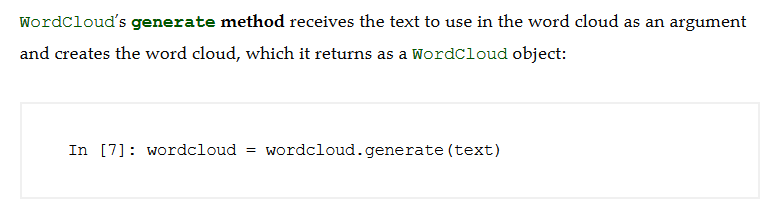 WordCloud's generate method receives the text to use in the word cloud as an argument
and creates the word cloud, which it returns as a WordCloud object:
In [7]: wordcloud = wordcloud.generate(text)